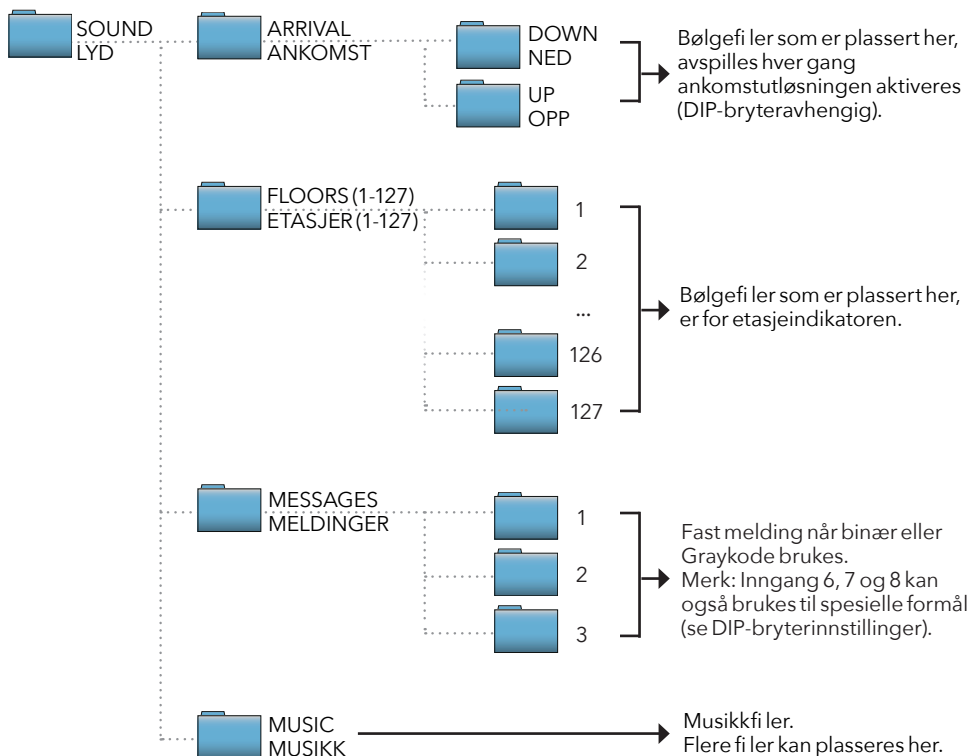 SOUND
LYD
ARRIVAL
ANKOMST
DOWN
NED
UP
OPP
Bølgefi ler som er plassert her,
avspilles hver gang
ankomstutløsningen aktiveres
(DIP-bryteravhengig).
FLOORS (1-127)
ETASJER (1-127)
1
2
...
126
127
Bølgefi ler som er plassert her,
er for etasjeindikatoren.
MESSAGES
MELDINGER
1
2
3
Fast melding når binær eller
Graykode brukes.
Merk: Inngang 6, 7 og 8 kan
også brukes til spesielle formål
(se DIP-bryterinnstillinger).
MUSIC
MUSIKK
Musikkfi ler.
Flere fi ler kan plasseres her.